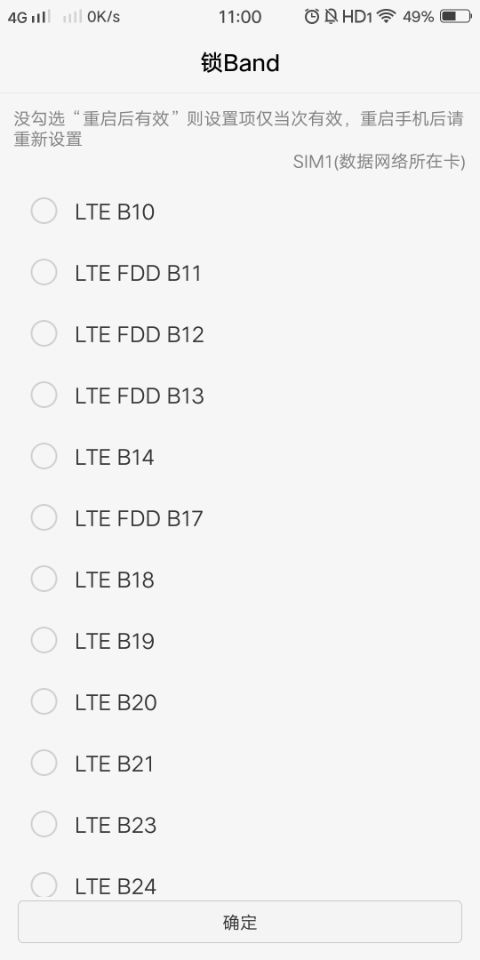 4G 0K/s 11:00 HD1 49%
锁Band
没勾选“重启后有效”则设置项仅当次有效，重启手机后请
重新设置
SIM1(数据网络所在卡)
LTE B10
LTE FDD B11
LTE FDD B12
LTE FDD B13
LTE B14
LTE FDD B17
LTE B18
LTE B19
LTE B20
LTE B21
LTE B23
LTE B24
确定